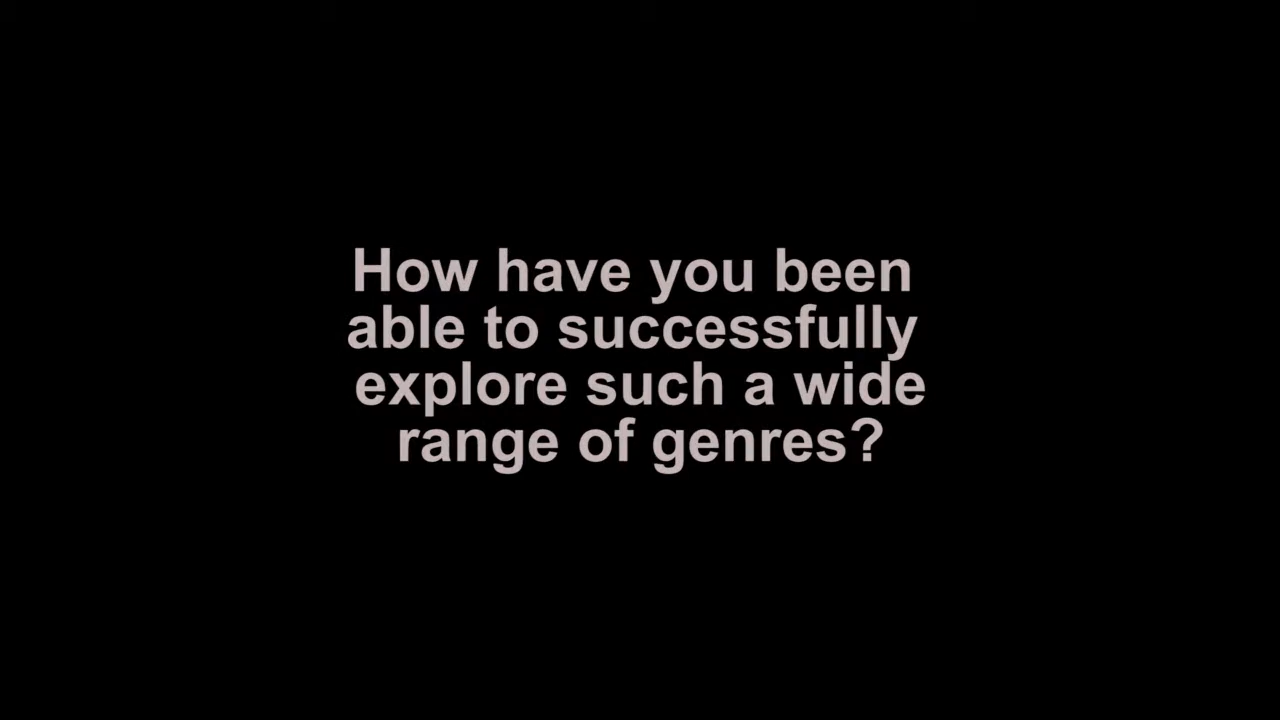 How have you been
able to successfully
explore such a wide
range of genres?